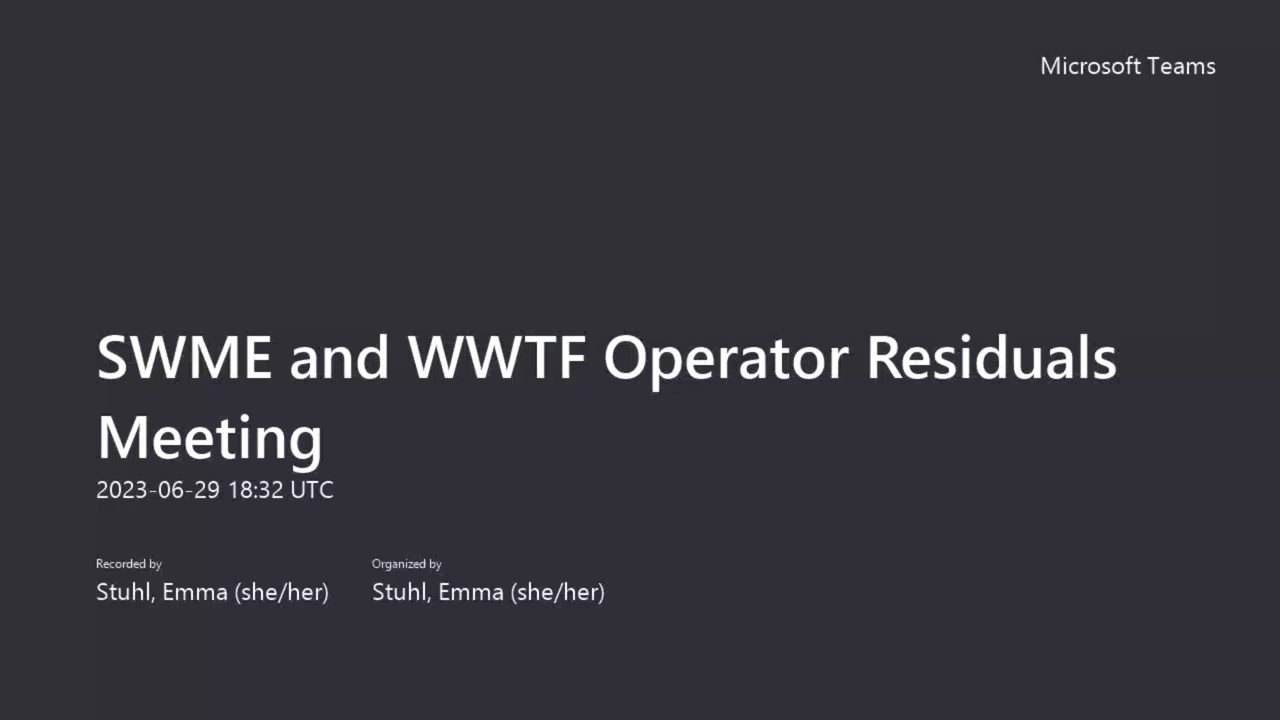 Microsoft Teams
SWME and WWTF Operator Residuals
Meeting
2023-06-29 18:32 UTC
Recorded by
Stuhl, Emma (she/her)
Organized by
Stuhl, Emma (she/her)